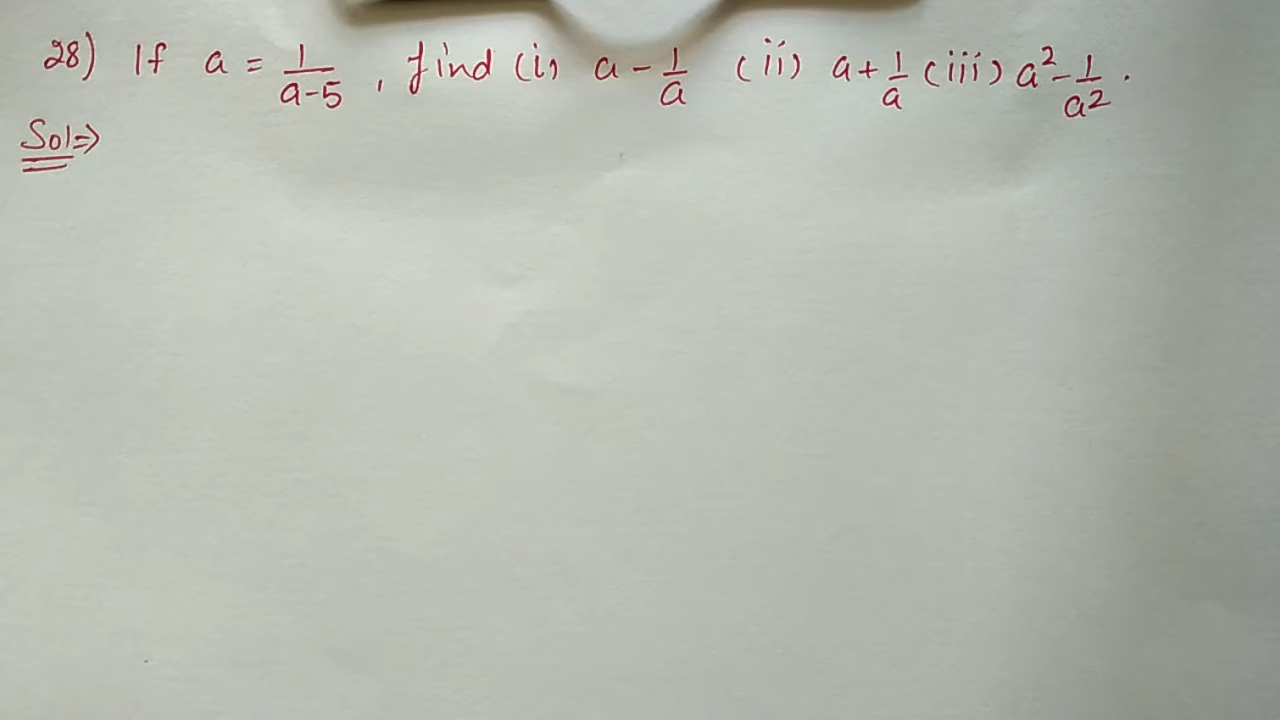 28) If a = 1/(a-5), find (i) a - 1/a (ii) a + 1/a (iii) a² - 1/a².
Sol⇒